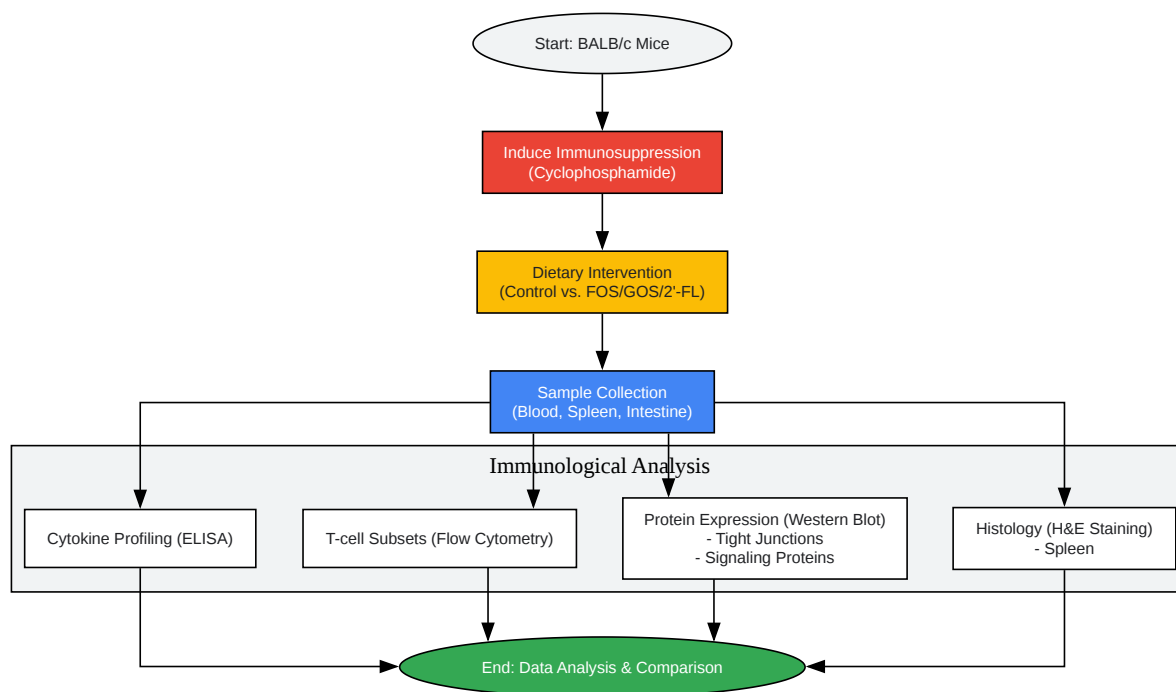 Start: BALB/c Mice
Induce Immunosuppression
(Cyclophosphamide)
Dietary Intervention
(Control vs. FOS/GOS/2'-FL)
Sample Collection
(Blood, Spleen, Intestine)
Immunological Analysis
Cytokine Profiling (ELISA)
T-cell Subsets (Flow Cytometry)
Protein Expression (Western Blot)
- Tight Junctions
- Signaling Proteins
Histology (H&E Staining)
- Spleen
End: Data Analysis & Comparison